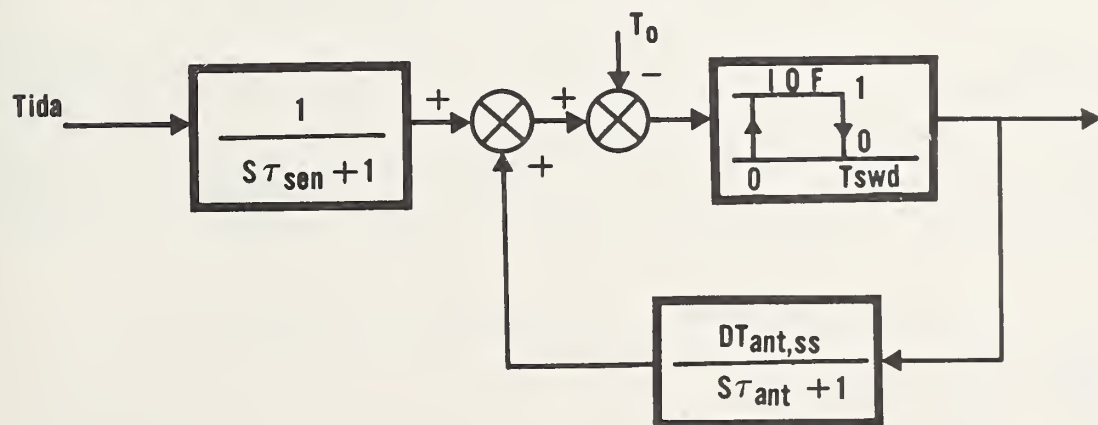 T₀
−
Tida
1
Sτsen + 1
+
+
+
I O F 1
0
0 Tswd
DTant,ss
Sτant + 1